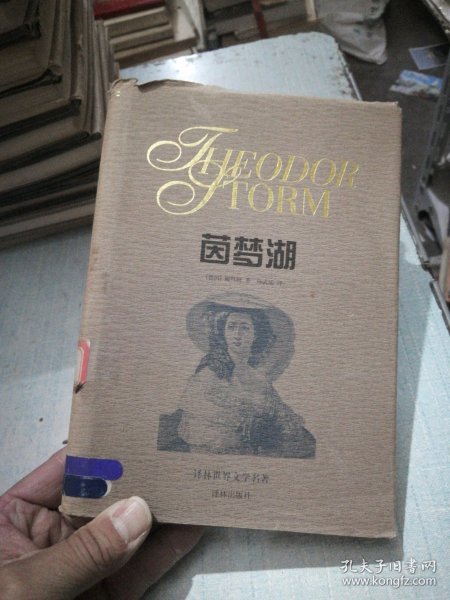 THEODOR
STORM
茵梦湖
译林世界文学名著
译林出版社
孔夫子旧书网
www.kongfz.com